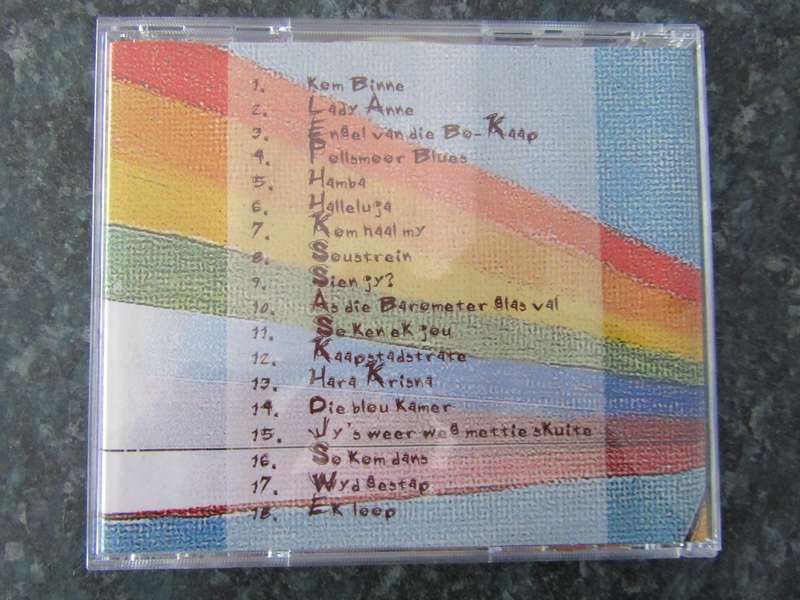 1. Kom Binne
2. Lady Anne
3. Engel van die Bo-Kaap
4. Pollsmoor Blues
5. Hamba
6. Halleluja
7. Kom haal my
8. Soustrein
9. Sien jy?
10. As die Barometer glas val
11. So Ken ek jou
12. Kaapstadstrate
13. Hara Krisna
14. Die blou Kamer
15. Jy's weer weg mettie skuite
16. So Kom dans
17. Wyd gestap
18. Ek loop